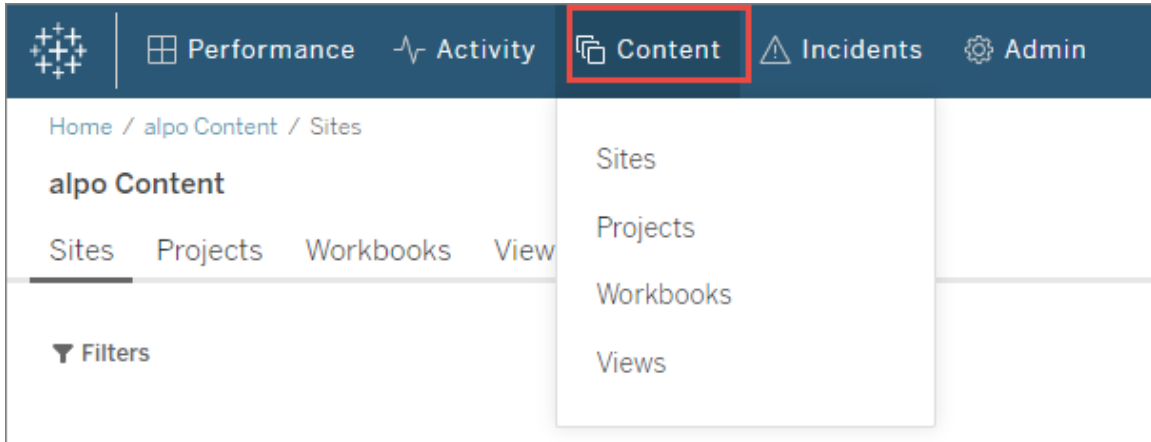 Performance Activity Content Incidents Admin
Home / alpo Content / Sites
alpo Content
Sites Projects Workbooks View
Filters
Sites
Projects
Workbooks
Views